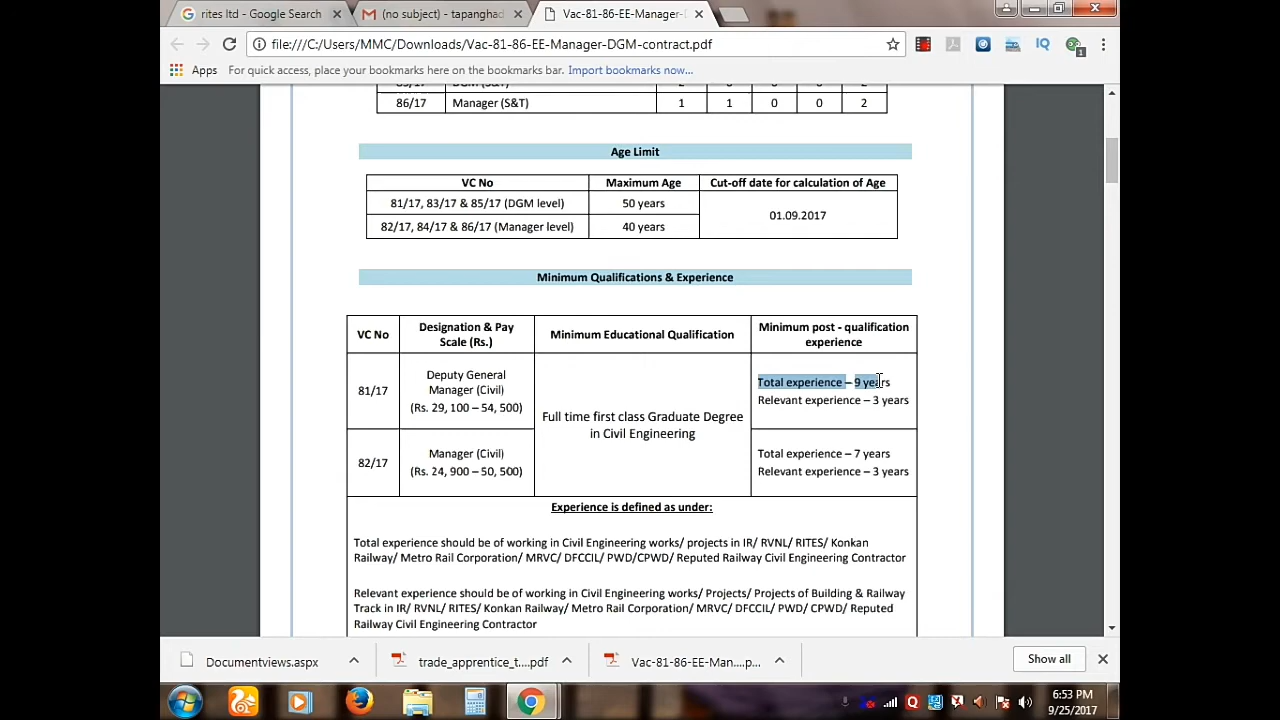 rites ltd - Google Search
(no subject) - tapanghad
Vac-81-86-EE-Manager-D
file:///C:/Users/MMC/Downloads/Vac-81-86-EE-Manager-DGM-contract.pdf
IQ
1
Apps For quick access, place your bookmarks here on the bookmarks bar. Import bookmarks now...
86/17 Manager (S&T) 1 1 0 0 2
Age Limit
VC No Maximum Age Cut-off date for calculation of Age
81/17, 83/17 & 85/17 (DGM level) 50 years
01.09.2017
82/17, 84/17 & 86/17 (Manager level) 40 years
Minimum Qualifications & Experience
VC No
Designation & Pay
Scale (Rs.)
Minimum Educational Qualification
Minimum post - qualification
experience
81/17
Deputy General
Manager (Civil)
(Rs. 29, 100 – 54, 500)
Full time first class Graduate Degree
in Civil Engineering
Total experience – 9 years
Relevant experience – 3 years
82/17
Manager (Civil)
(Rs. 24, 900 – 50, 500)
Total experience – 7 years
Relevant experience – 3 years
Experience is defined as under:
Total experience should be of working in Civil Engineering works/ projects in IR/ RVNL/ RITES/ Konkan
Railway/ Metro Rail Corporation/ MRVC/ DFCCIL/ PWD/CPWD/ Reputed Railway Civil Engineering Contractor
Relevant experience should be of working in Civil Engineering works/ Projects/ Projects of Building & Railway
Track in IR/ RVNL/ RITES/ Konkan Railway/ Metro Rail Corporation/ MRVC/ DFCCIL/ PWD/ CPWD/ Reputed
Railway Civil Engineering Contractor
Documentviews.aspx
trade_apprentice_t....pdf
Vac-81-86-EE-Man....p...
Show all
6:53 PM
9/25/2017